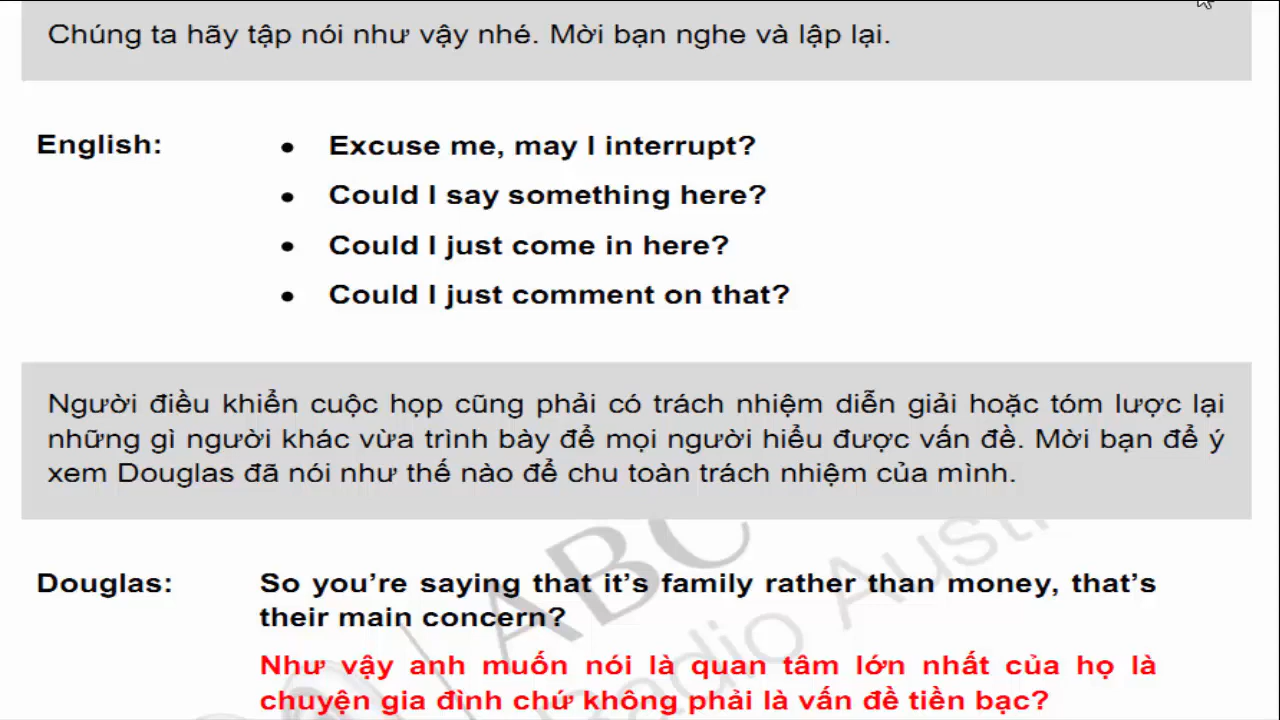 Chúng ta hãy tập nói như vậy nhé. Mời bạn nghe và lập lại.
English:
• Excuse me, may I interrupt?
• Could I say something here?
• Could I just come in here?
• Could I just comment on that?
Người điều khiển cuộc họp cũng phải có trách nhiệm diễn giải hoặc tóm lược lại
những gì người khác vừa trình bày để mọi người hiểu được vấn đề. Mời bạn để ý
xem Douglas đã nói như thế nào để chu toàn trách nhiệm của mình.
Douglas: So you’re saying that it’s family rather than money, that’s
their main concern?
Như vậy anh muốn nói là quan tâm lớn nhất của họ là
chuyện gia đình chứ không phải là vấn đề tiền bạc?
ABC